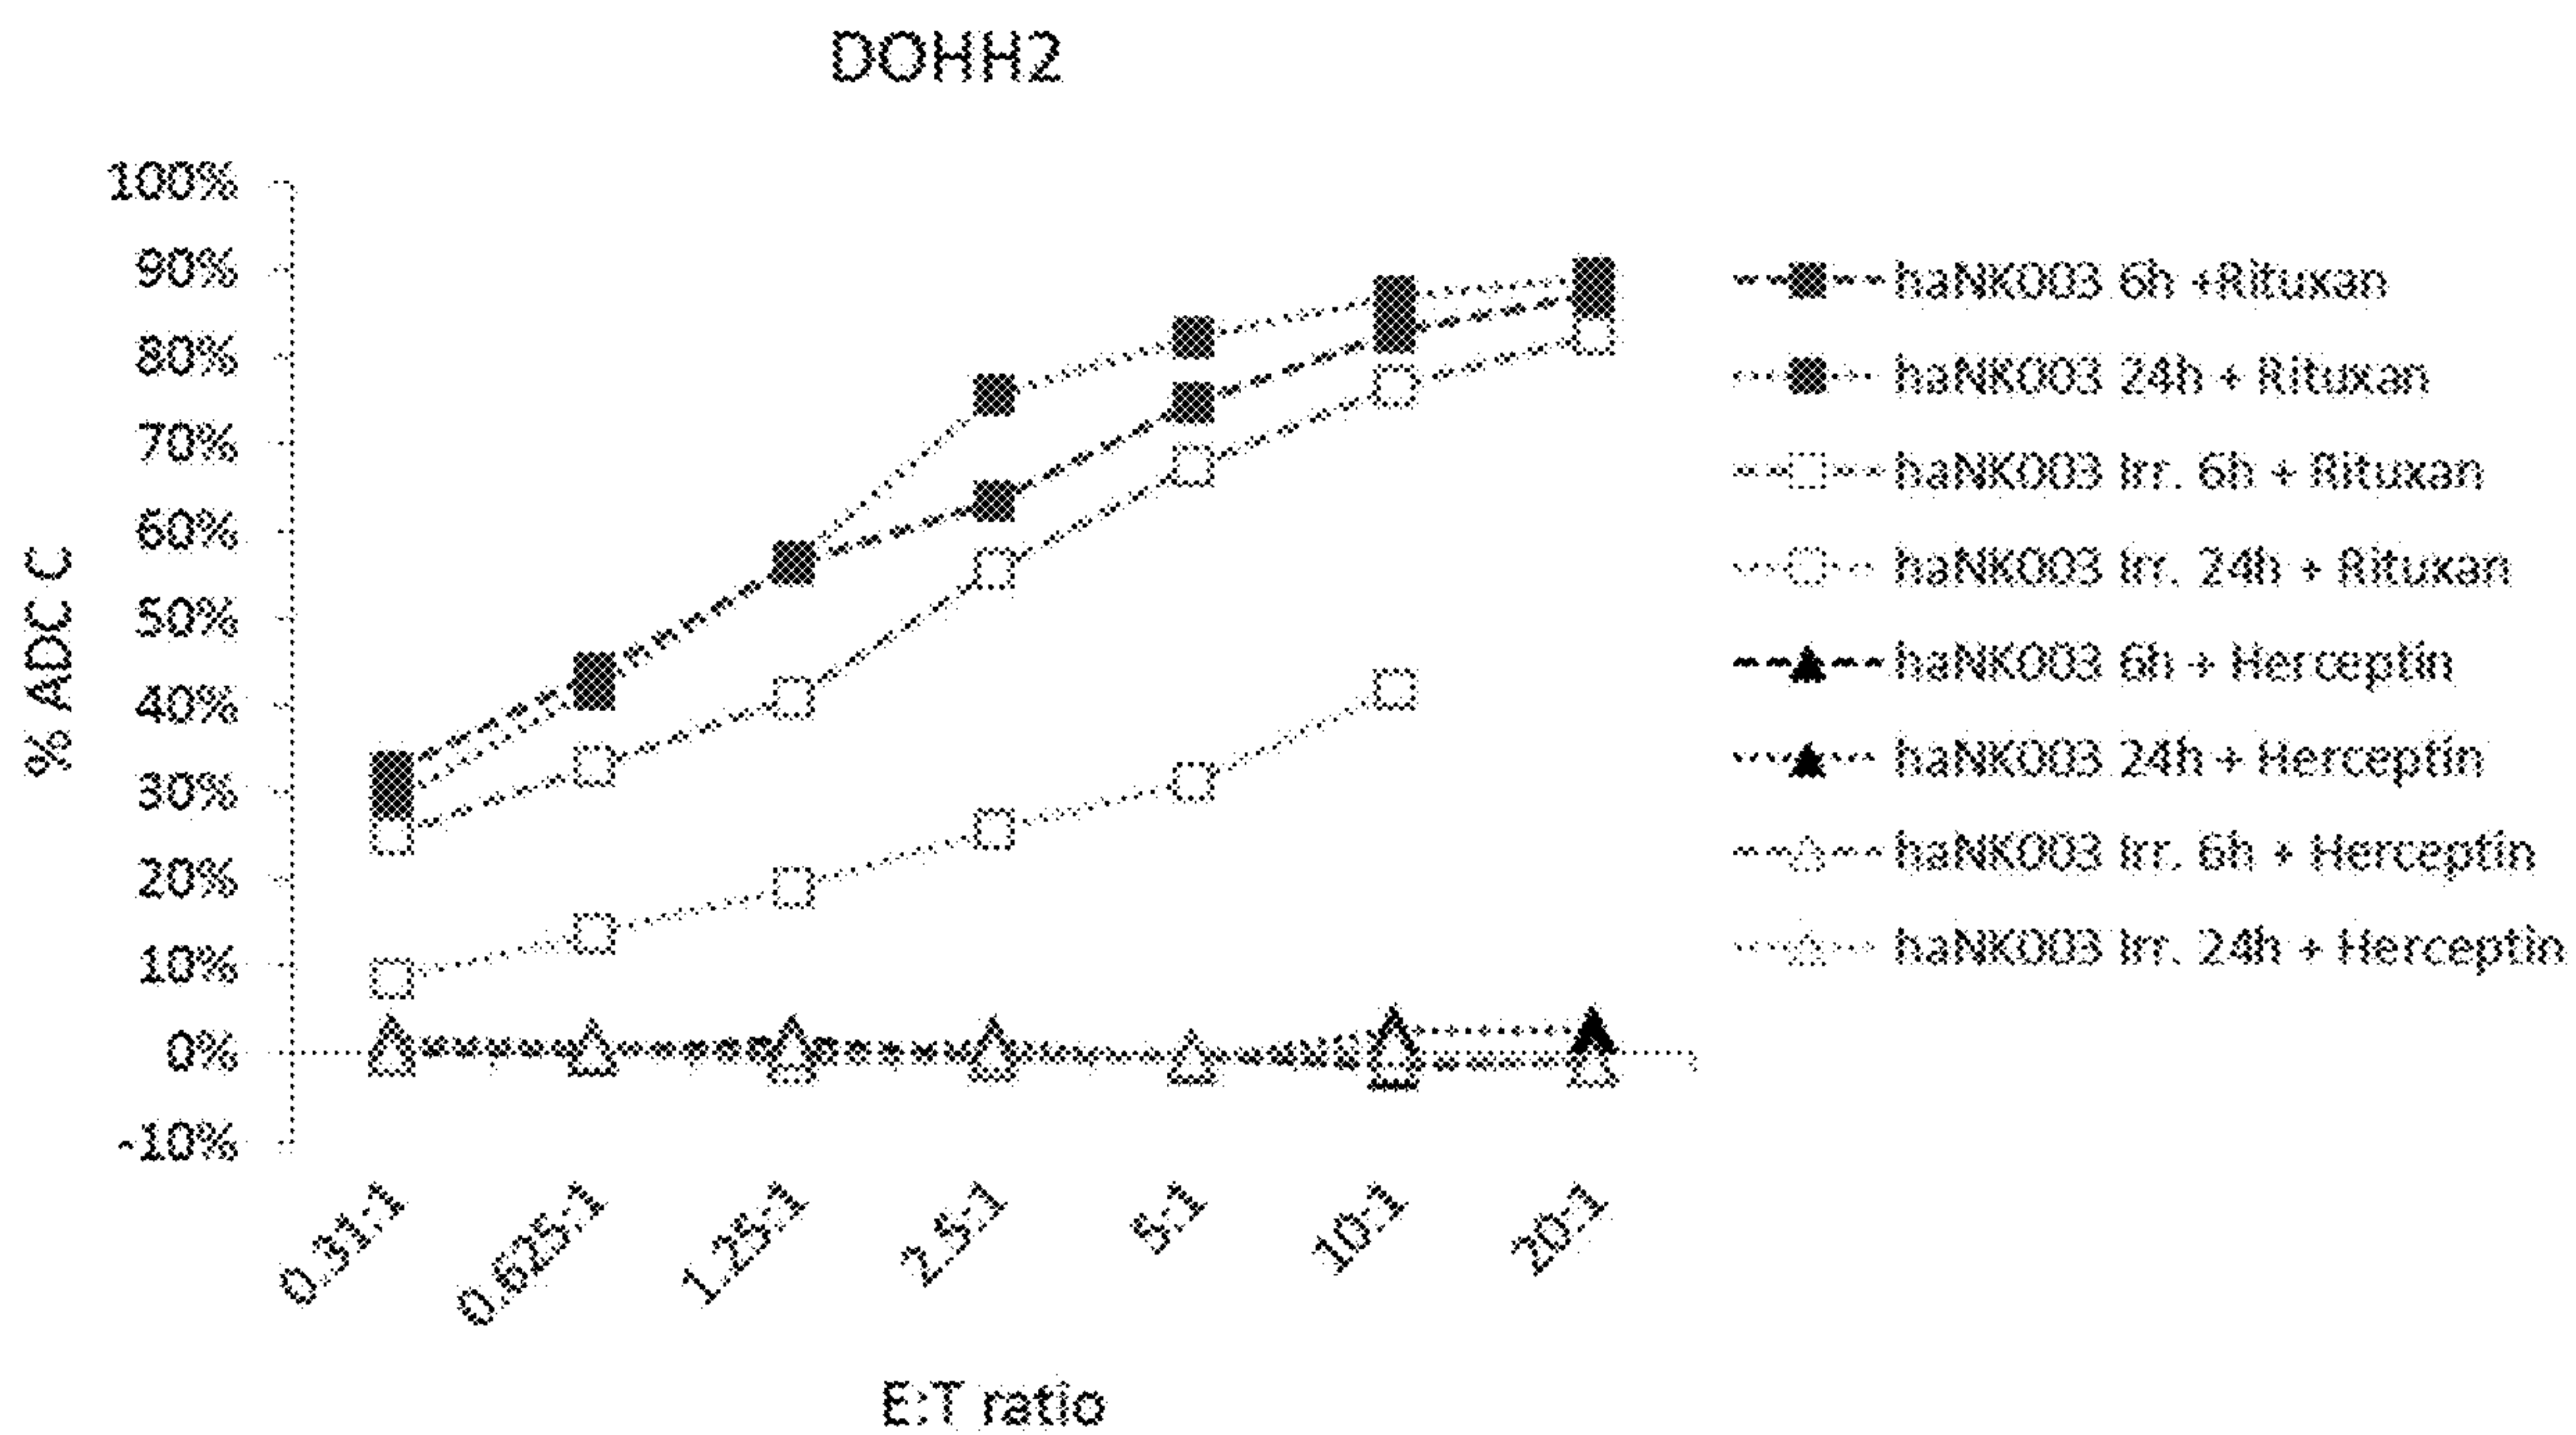 DOHH2
100%
90%
80%
70%
60%
50%
40%
30%
20%
10%
0%
-10%
% ADC C
0.31:1
0.625:1
1.25:1
2.5:1
5:1
10:1
20:1
E:T ratio
haNK003 6h +Rituxan
haNK003 24h + Rituxan
haNK003 Irr. 6h + Rituxan
haNK003 Irr. 24h + Rituxan
haNK003 6h + Herceptin
haNK003 24h + Herceptin
haNK003 Irr. 6h + Herceptin
haNK003 Irr. 24h + Herceptin